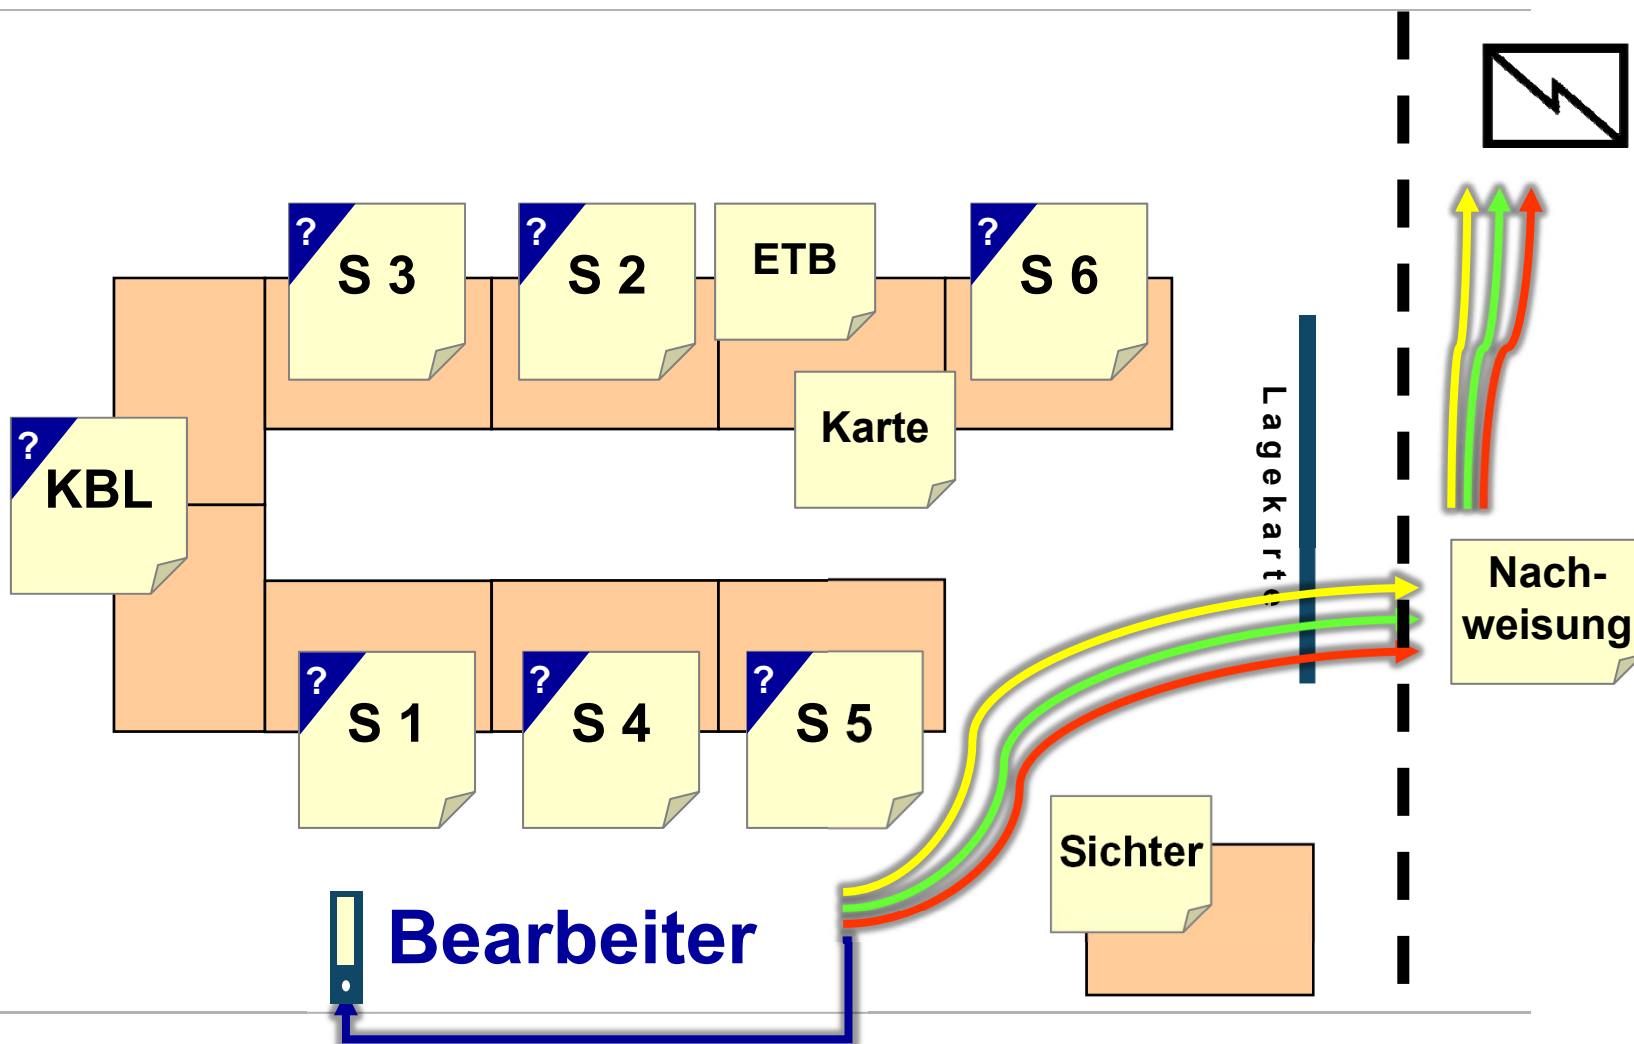 ?
S 3
?
S 2
ETB
?
S 6
Karte
Lagekarte
?
KBL
Nach-
weisung
?
S 1
?
S 4
?
S 5
Sichter
Bearbeiter